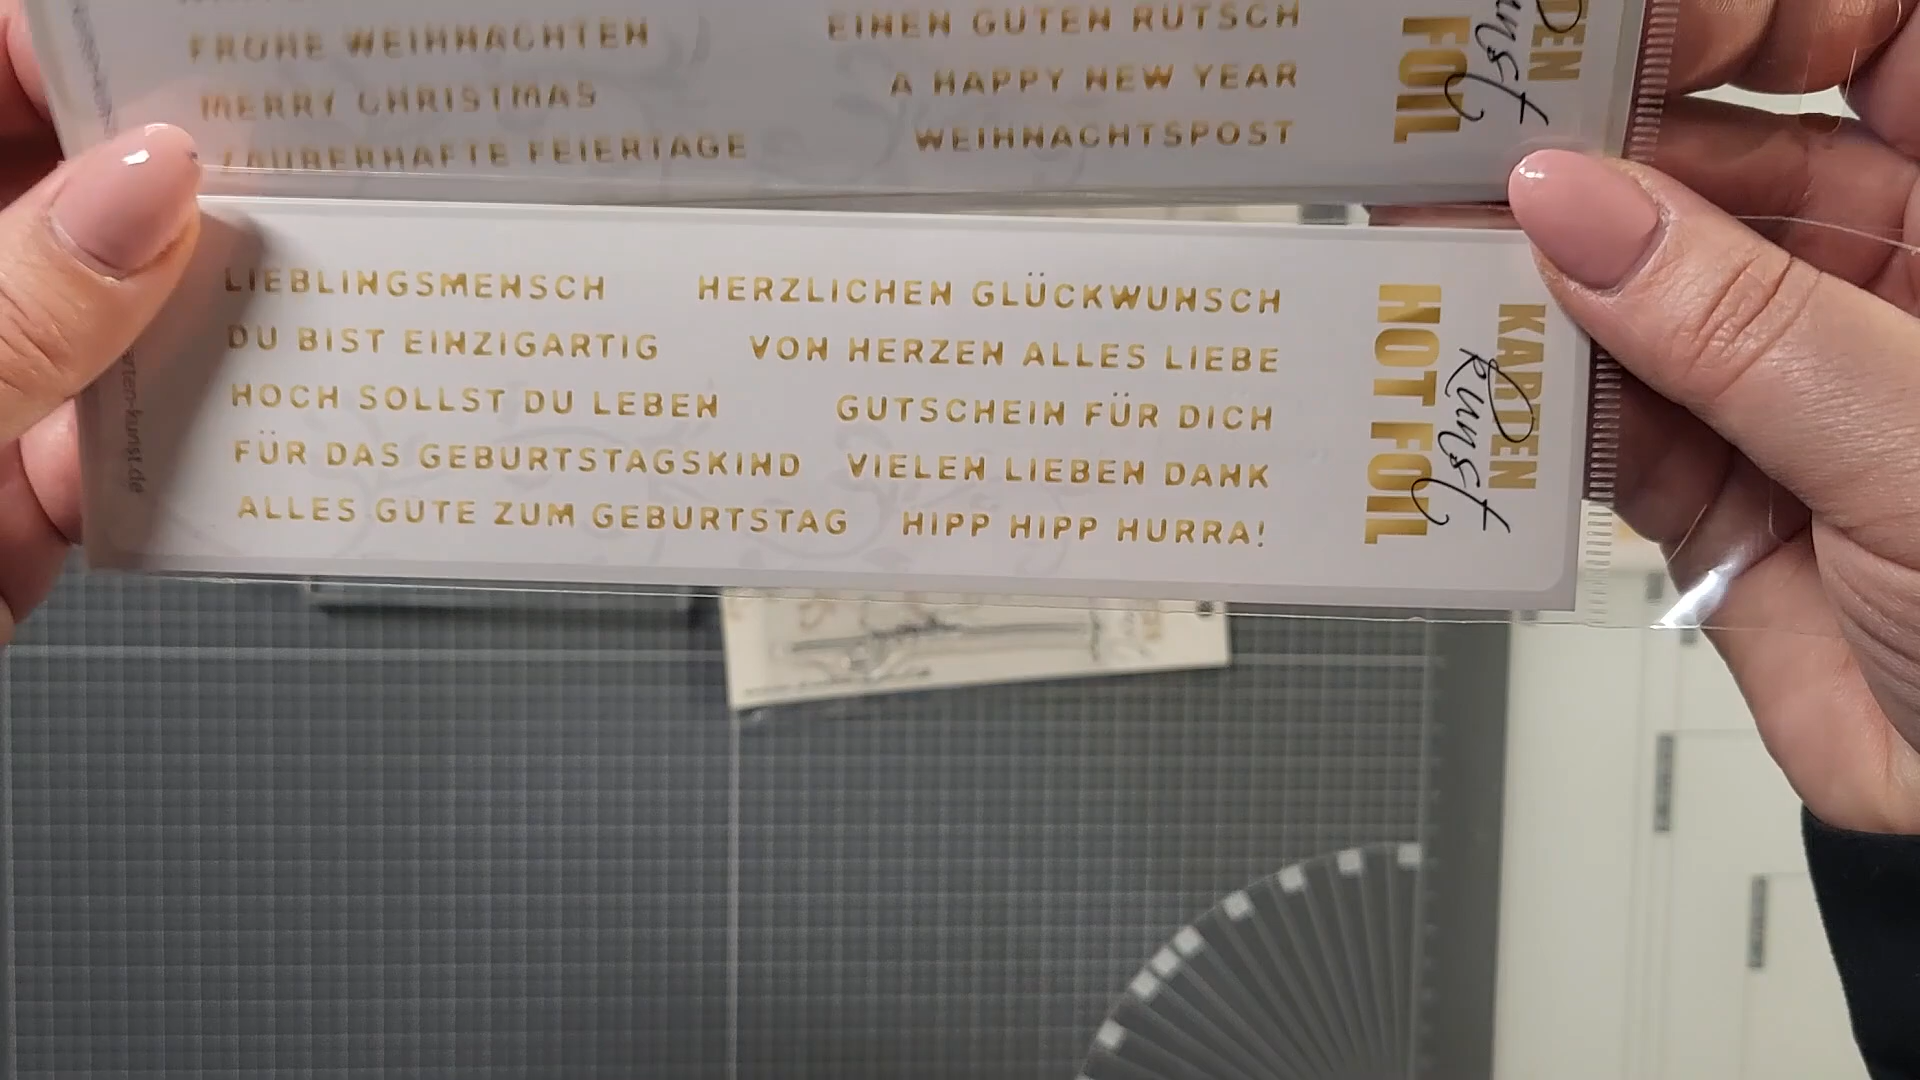 FROHE WEIHNACHTEN
MERRY CHRISTMAS
ZAUBERHAFTE FEIERTAGE
EINEN GUTEN RUTSCH
A HAPPY NEW YEAR
WEIHNACHTSPOST
FOIL
LIEBLINGSMENSCH
DU BIST EINZIGARTIG
HOCH SOLLST DU LEBEN
FÜR DAS GEBURTSTAGSKIND
ALLES GUTE ZUM GEBURTSTAG
HERZLICHEN GLÜCKWUNSCH
VON HERZEN ALLES LIEBE
GUTSCHEIN FÜR DICH
VIELEN LIEBEN DANK
HIPP HIPP HURRA!
HOT FOIL
KARDEN
Kunst